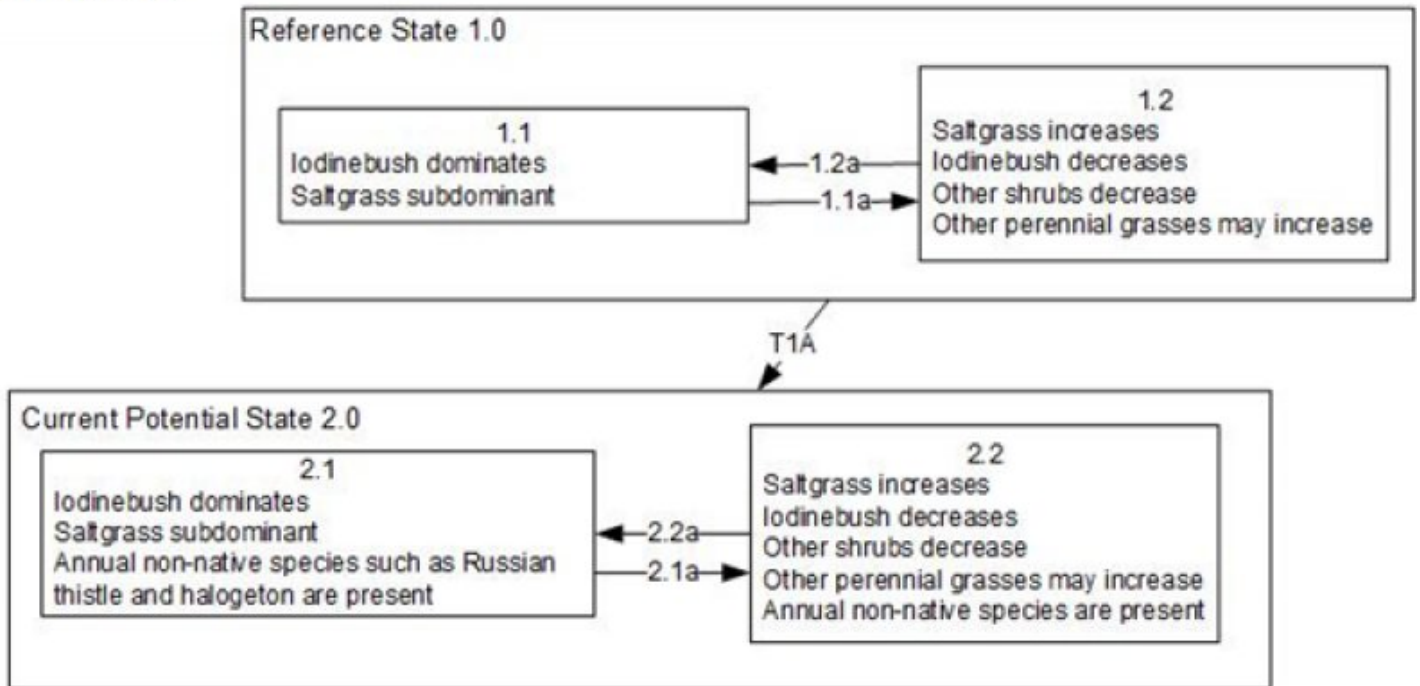 Reference State 1.0
1.1
Iodinebush dominates
Saltgrass subdominant
1.2a
1.1a
1.2
Saltgrass increases
Iodinebush decreases
Other shrubs decrease
Other perennial grasses may increase
T1A
Current Potential State 2.0
2.1
Iodinebush dominates
Saltgrass subdominant
Annual non-native species such as Russian
thistle and halogeton are present
2.2a
2.1a
2.2
Saltgrass increases
Iodinebush decreases
Other shrubs decrease
Other perennial grasses may increase
Annual non-native species are present